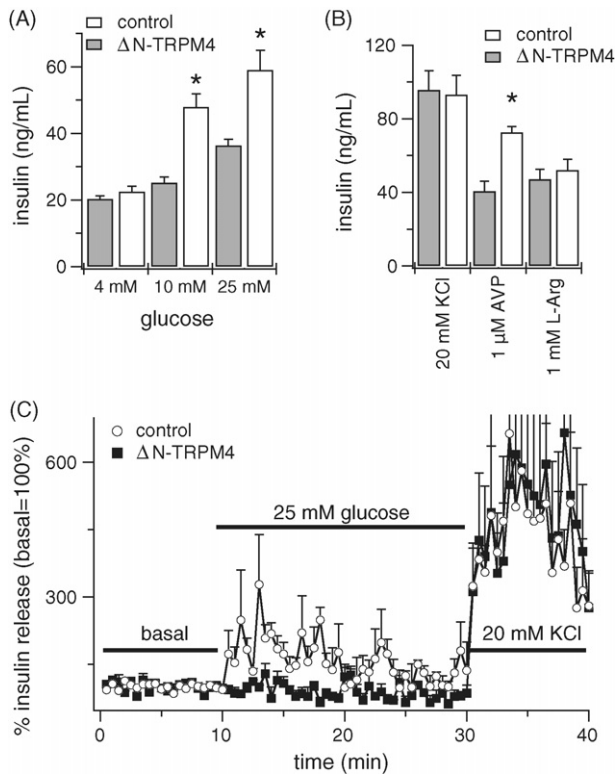 (A)
control
ΔN-TRPM4
insulin (ng/mL)
60
40
20
0
*
*
4 mM
10 mM
25 mM
glucose
(B)
control
ΔN-TRPM4
insulin (ng/mL)
120
80
40
0
*
20 mM KCl
1 μM AVP
1 mM L-Arg
(C)
control
ΔN-TRPM4
% insulin release (basal=100%)
600
300
25 mM glucose
basal
20 mM KCl
0
10
20
30
40
time (min)